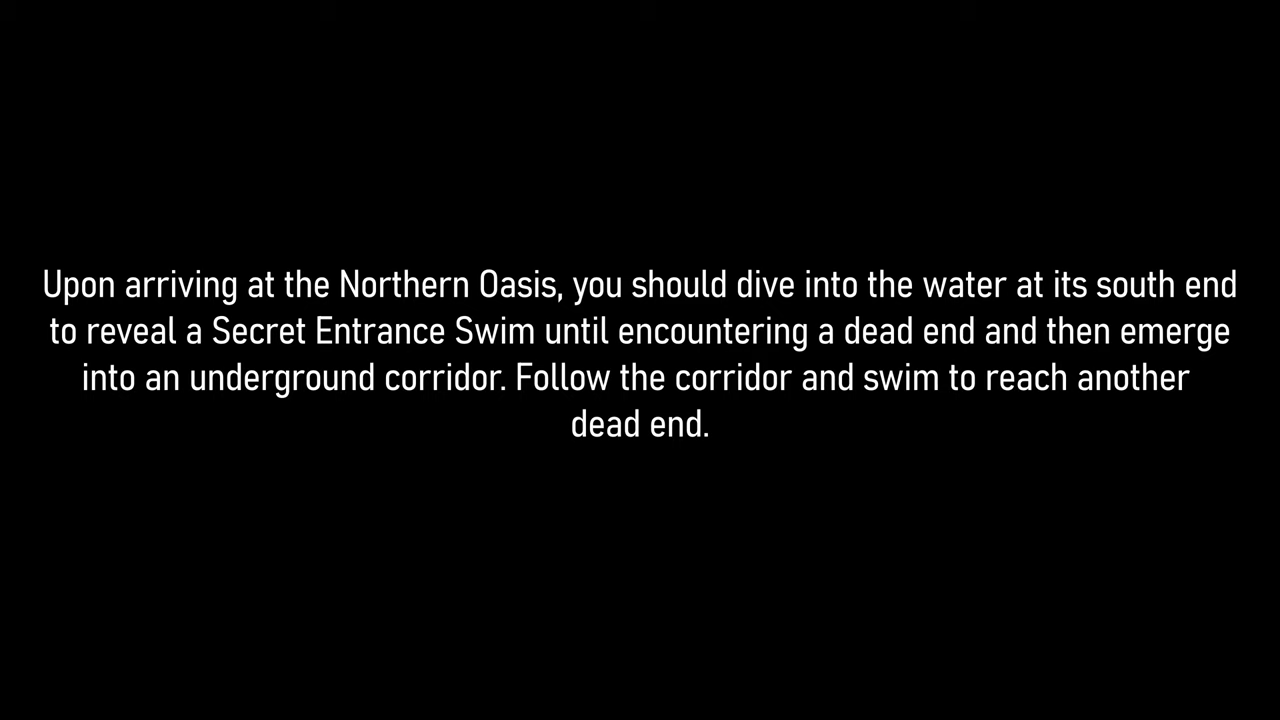 Upon arriving at the Northern Oasis, you should dive into the water at its south end
to reveal a Secret Entrance Swim until encountering a dead end and then emerge
into an underground corridor. Follow the corridor and swim to reach another
dead end.